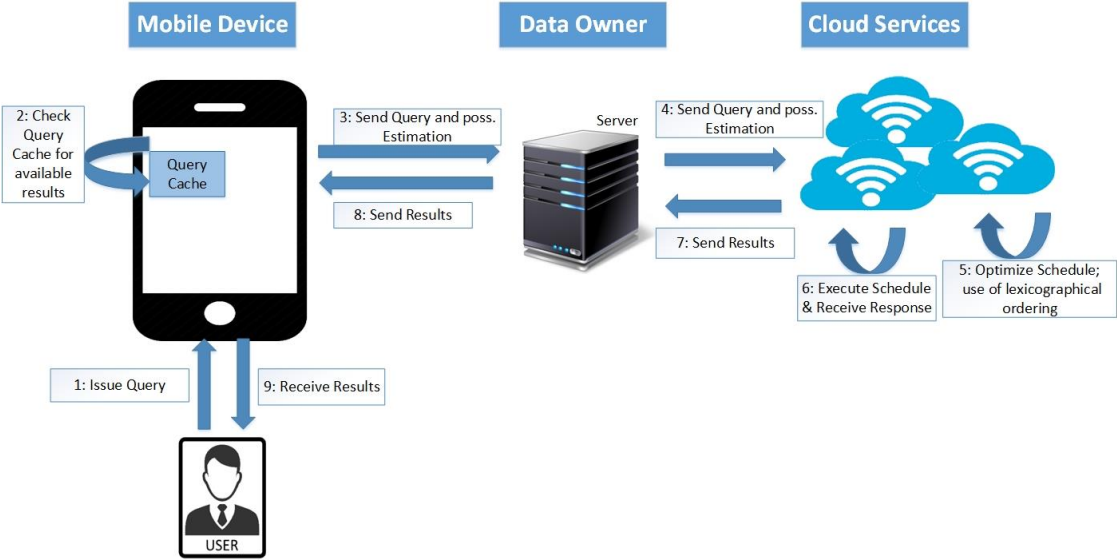 Mobile Device
Data Owner
Cloud Services
2: Check
Query
Cache for
available
results
Query
Cache
3: Send Query and poss.
Estimation
8: Send Results
Server
4: Send Query and poss.
Estimation
7: Send Results
6: Execute Schedule
& Receive Response
5: Optimize Schedule;
use of lexicographical
ordering
1: Issue Query
9: Receive Results
USER